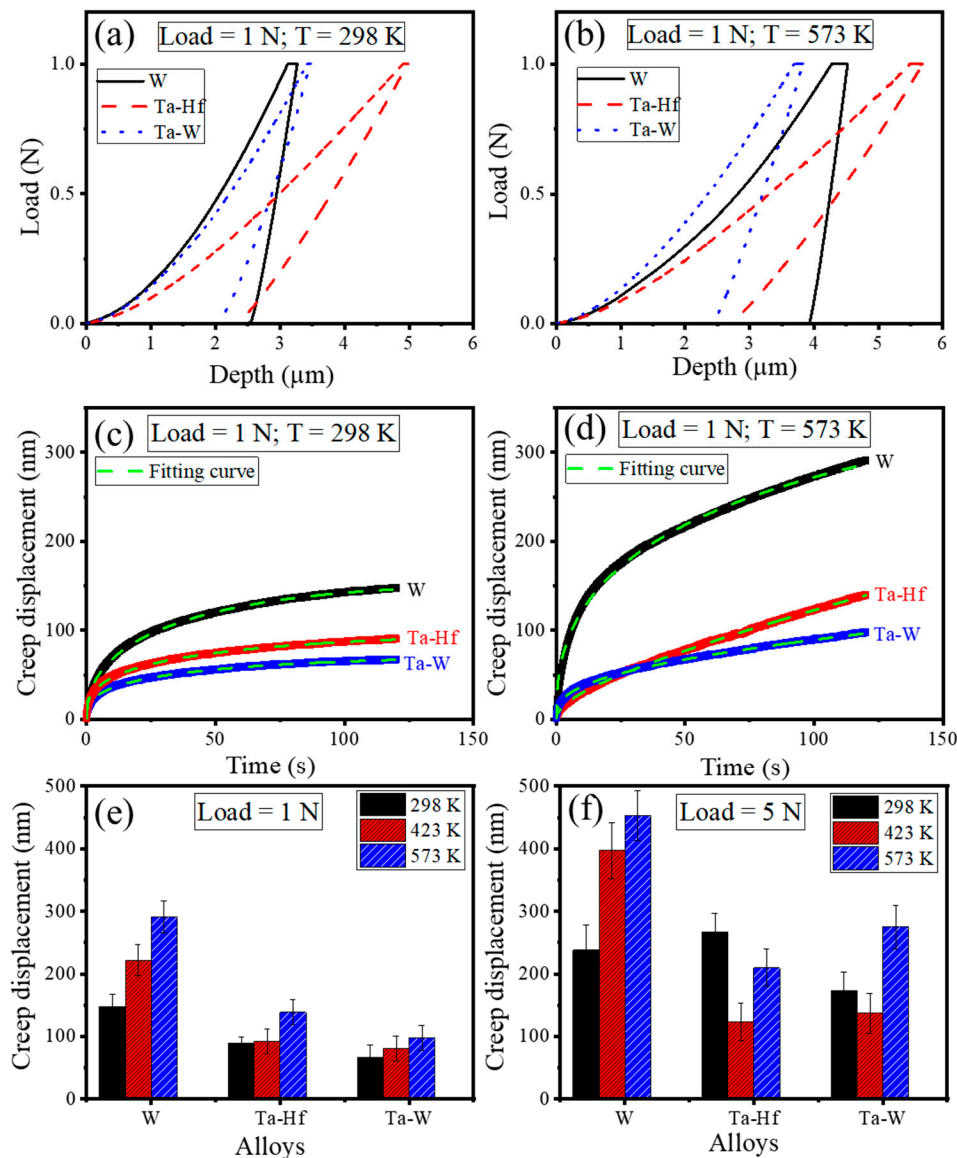 (a)
Load = 1 N; T = 298 K
W
Ta-Hf
Ta-W
1.0
0.5
0.0
Load (N)
0 1 2 3 4 5 6
Depth (μm)
(b)
Load = 1 N; T = 573 K
W
Ta-Hf
Ta-W
1.0
0.5
0.0
Load (N)
0 1 2 3 4 5 6
Depth (μm)
(c)
Load = 1 N; T = 298 K
Fitting curve
300
200
100
0
Creep displacement (nm)
W
Ta-Hf
Ta-W
0 50 100 150
Time (s)
(d)
Load = 1 N; T = 573 K
Fitting curve
300
200
100
0
Creep displacement (nm)
W
Ta-Hf
Ta-W
0 50 100 150
Time (s)
(e)
Load = 1 N
298 K
423 K
573 K
500
400
300
200
100
0
Creep displacement (nm)
W Ta-Hf Ta-W
Alloys
(f)
Load = 5 N
298 K
423 K
573 K
500
400
300
200
100
0
Creep displacement (nm)
W Ta-Hf Ta-W
Alloys